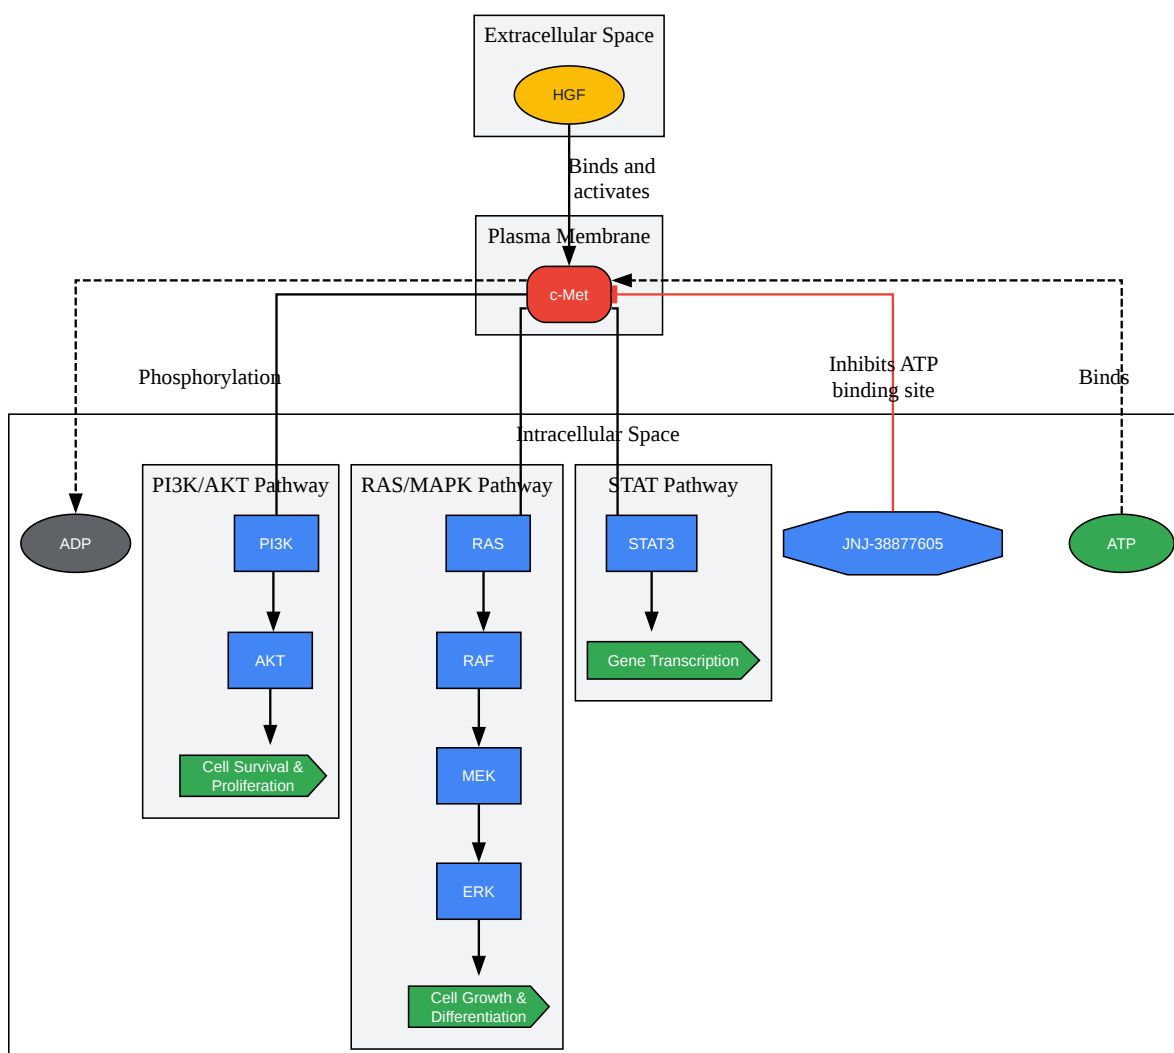 Extracellular Space
HGF
Binds and
activates
Plasma Membrane
c-Met
Phosphorylation
Inhibits ATP
binding site
Binds
Intracellular Space
PI3K/AKT Pathway
RAS/MAPK Pathway
STAT Pathway
ADP
PI3K
RAS
STAT3
JNJ-38877605
ATP
AKT
RAF
Gene Transcription
Cell Survival &
Proliferation
MEK
ERK
Cell Growth &
Differentiation